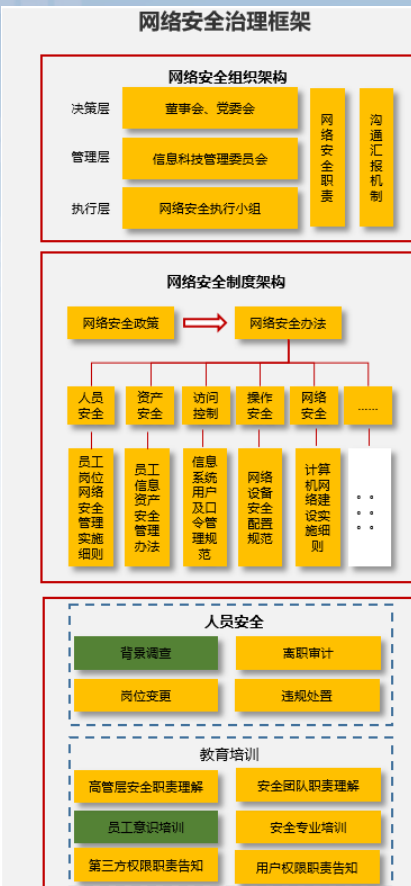 网络安全治理框架
网络安全组织架构
决策层
董事会、党委会
管理层
信息科技管理委员会
执行层
网络安全执行小组
网络安全职责
沟通汇报机制
网络安全制度架构
网络安全政策
网络安全办法
人员安全
资产安全
访问控制
操作安全
网络安全
......
员工岗位网络安全管理实施细则
员工信息资产安全管理办法
信息系统用户及口令管理规范
网络设备安全配置规范
计算机网络建设实施细则
。。。
。。。
人员安全
背景调查
离职审计
岗位变更
违规处置
教育培训
高管层安全职责理解
安全团队职责理解
员工意识培训
安全专业培训
第三方权限职责告知
用户权限职责告知